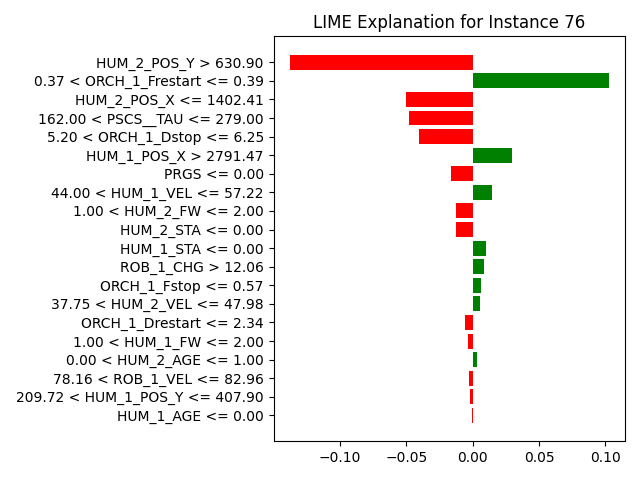 LIME Explanation for Instance 76
HUM_2_POS_Y > 630.90
0.37 < ORCH_1_Frestart <= 0.39
HUM_2_POS_X <= 1402.41
162.00 < PSCS__TAU <= 279.00
5.20 < ORCH_1_Dstop <= 6.25
HUM_1_POS_X > 2791.47
PRGS <= 0.00
44.00 < HUM_1_VEL <= 57.22
1.00 < HUM_2_FW <= 2.00
HUM_2_STA <= 0.00
HUM_1_STA <= 0.00
ROB_1_CHG > 12.06
ORCH_1_Fstop <= 0.57
37.75 < HUM_2_VEL <= 47.98
ORCH_1_Drestart <= 2.34
1.00 < HUM_1_FW <= 2.00
0.00 < HUM_2_AGE <= 1.00
78.16 < ROB_1_VEL <= 82.96
209.72 < HUM_1_POS_Y <= 407.90
HUM_1_AGE <= 0.00
−0.10 −0.05 0.00 0.05 0.10